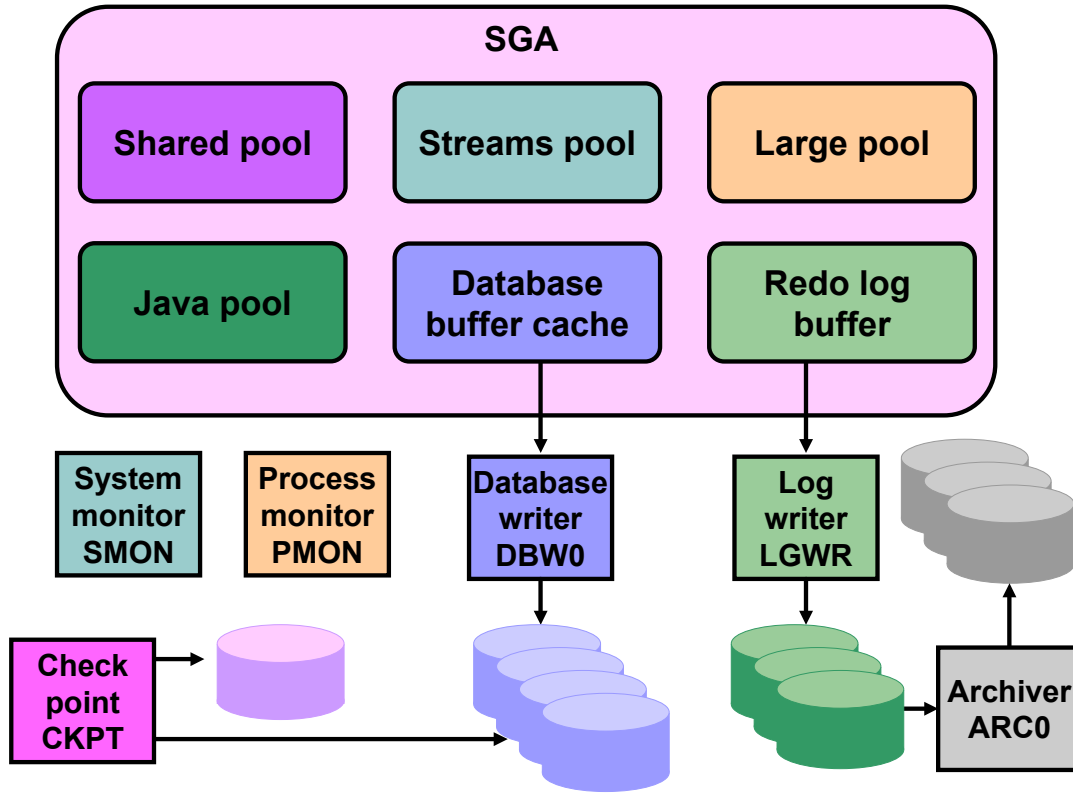 SGA
Shared pool
Streams pool
Large pool
Java pool
Database
buffer cache
Redo log
buffer
System
monitor
SMON
Process
monitor
PMON
Database
writer
DBW0
Log
writer
LGWR
Check
point
CKPT
Archiver
ARC0